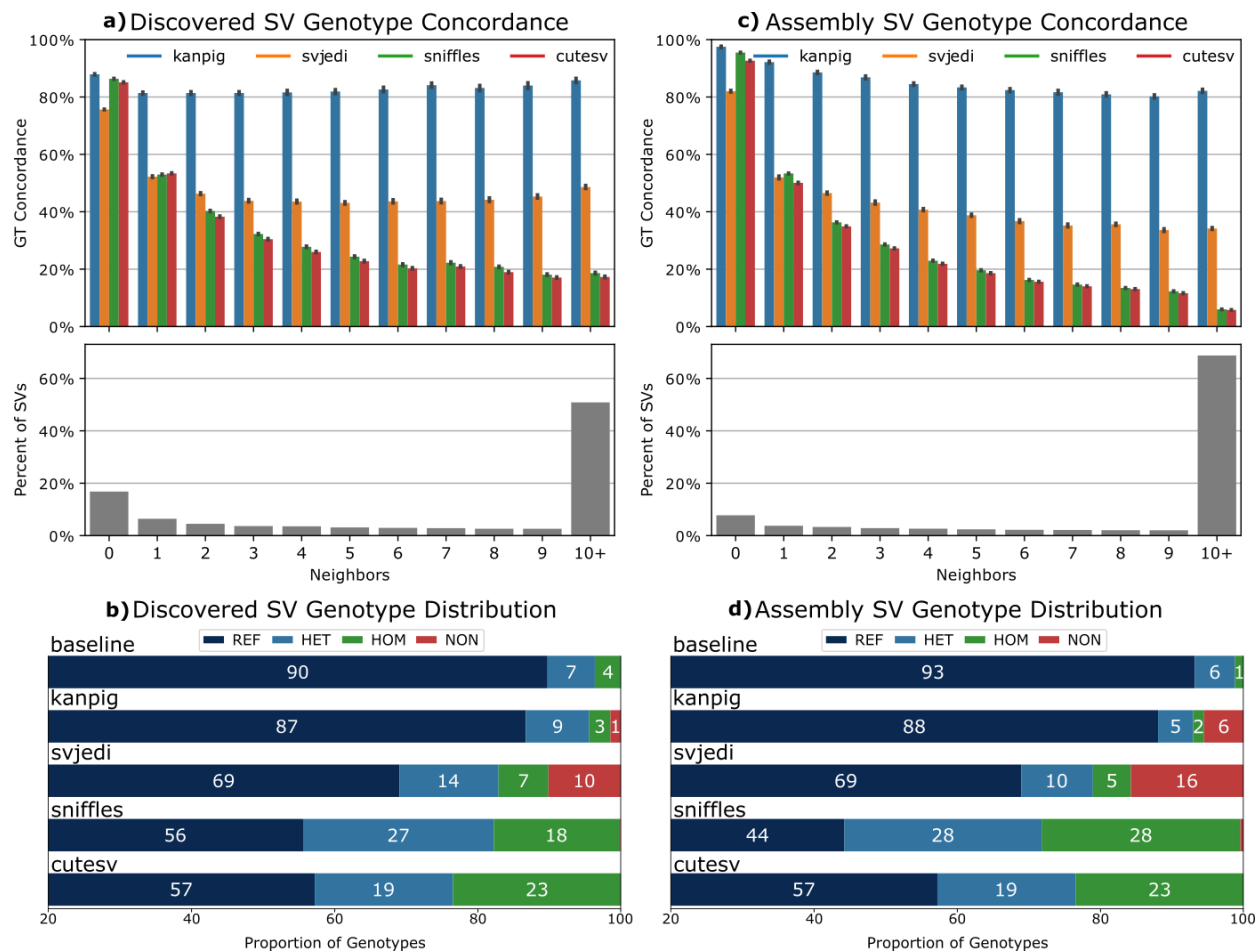 a) Discovered SV Genotype Concordance
kanpig svjedi sniffles cutesv
100%
80%
60%
40%
20%
0%
GT Concordance
60%
40%
20%
0%
Percent of SVs
0 1 2 3 4 5 6 7 8 9 10+
Neighbors
c) Assembly SV Genotype Concordance
kanpig svjedi sniffles cutesv
100%
80%
60%
40%
20%
0%
GT Concordance
60%
40%
20%
0%
Percent of SVs
0 1 2 3 4 5 6 7 8 9 10+
Neighbors
b) Discovered SV Genotype Distribution
REF HET HOM NON
baseline
90 7 4
kanpig
87 9 3 1
svjedi
69 14 7 10
sniffles
56 27 18
cutesv
57 19 23
20 40 60 80 100
Proportion of Genotypes
d) Assembly SV Genotype Distribution
REF HET HOM NON
baseline
93 6 1
kanpig
88 5 2 6
svjedi
69 10 5 16
sniffles
44 28 28
cutesv
57 19 23
20 40 60 80 100
Proportion of Genotypes